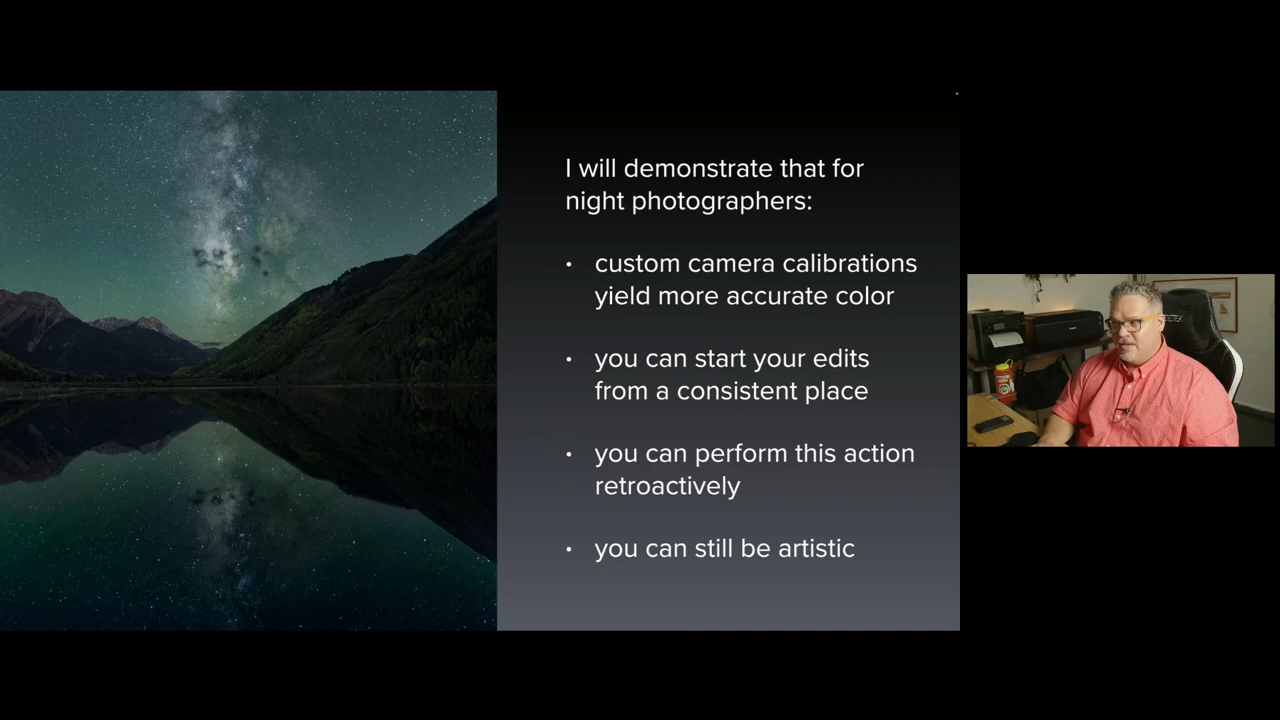 I will demonstrate that for
night photographers:
• custom camera calibrations
yield more accurate color
• you can start your edits
from a consistent place
• you can perform this action
retroactively
• you can still be artistic